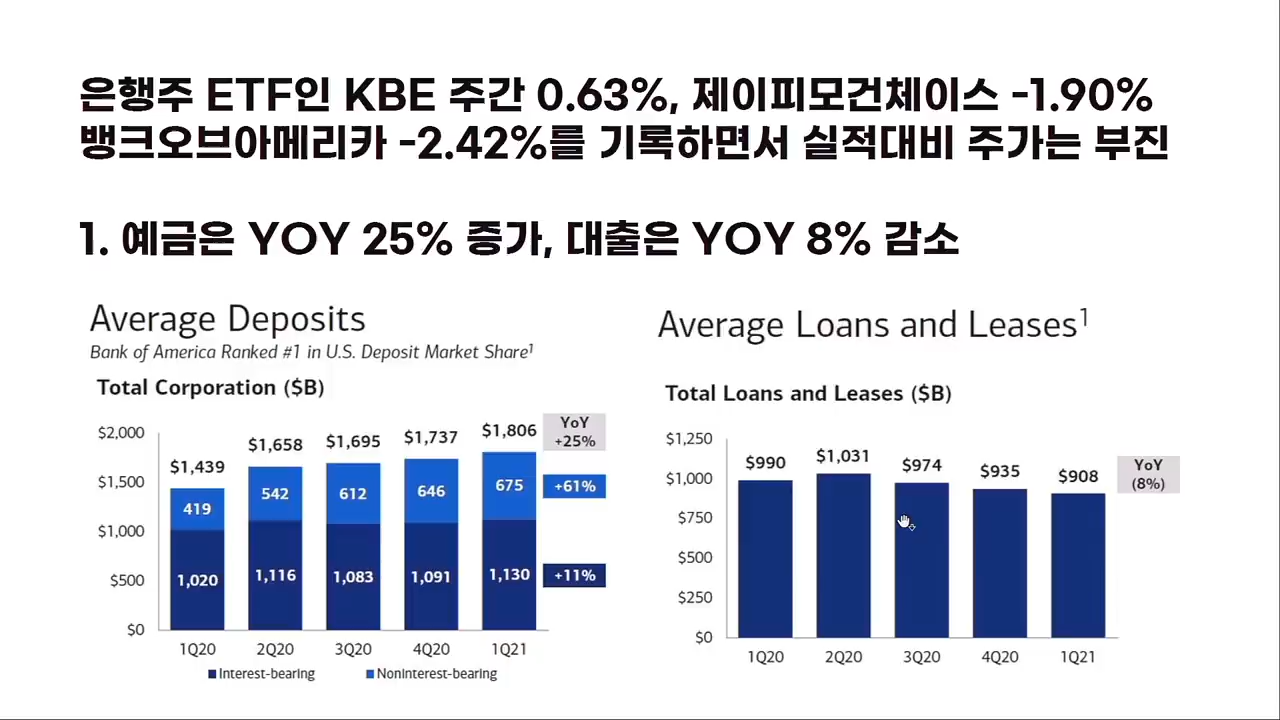 은행주 ETF인 KBE 주간 0.63%, 제이피모건체이스 -1.90%
뱅크오브아메리카 -2.42%를 기록하면서 실적대비 주가는 부진
1. 예금은 YOY 25% 증가, 대출은 YOY 8% 감소
Average Deposits
Bank of America Ranked #1 in U.S. Deposit Market Share¹
Total Corporation ($B)
$2,000
$1,500
$1,000
$500
$0
$1,439
$1,658
$1,695
$1,737
$1,806
419
542
612
646
675
1,020
1,116
1,083
1,091
1,130
YoY
+25%
+61%
+11%
1Q20
2Q20
3Q20
4Q20
1Q21
Interest-bearing
Noninterest-bearing
Average Loans and Leases¹
Total Loans and Leases ($B)
$1,250
$1,000
$750
$500
$250
$0
$990
$1,031
$974
$935
$908
YoY
(8%)
1Q20
2Q20
3Q20
4Q20
1Q21